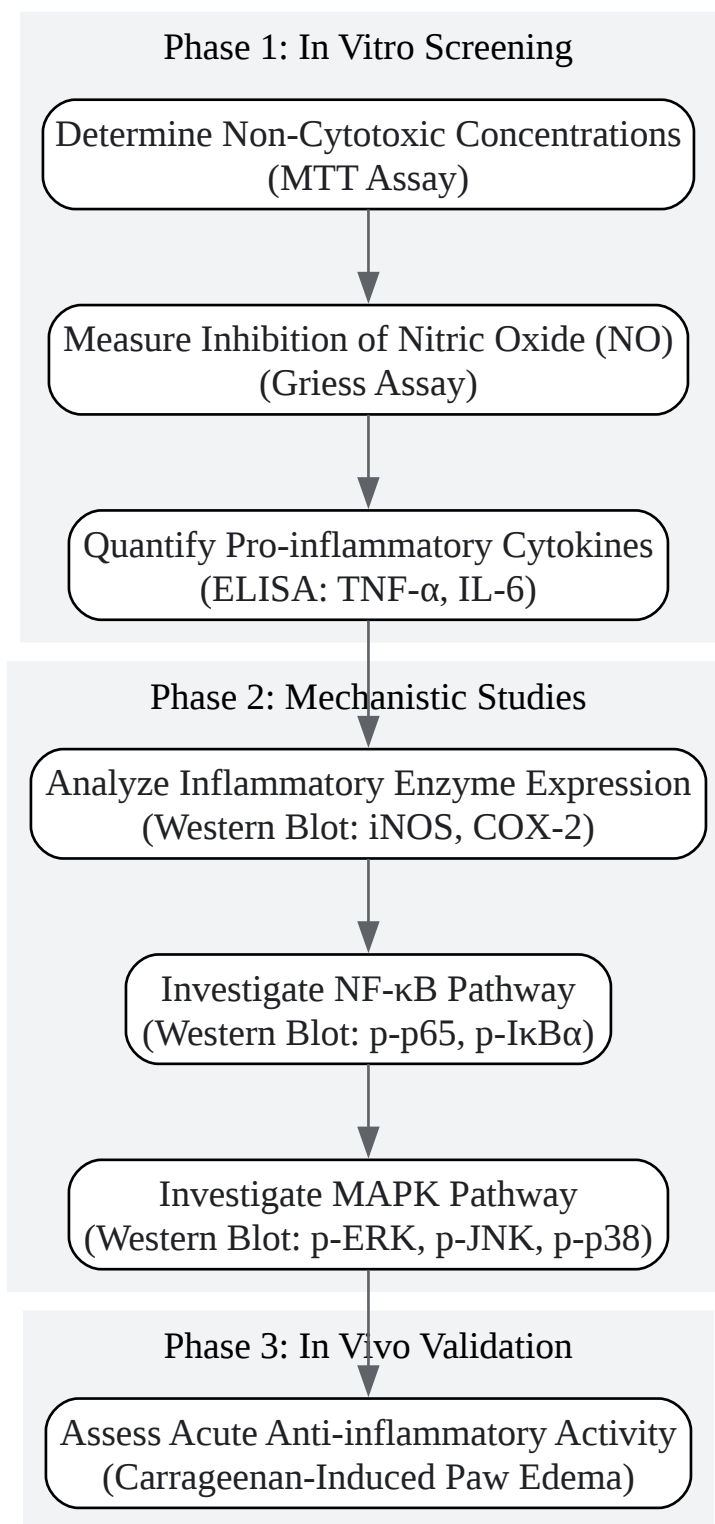 Phase 1: In Vitro Screening
Determine Non-Cytotoxic Concentrations
(MTT Assay)
Measure Inhibition of Nitric Oxide (NO)
(Griess Assay)
Quantify Pro-inflammatory Cytokines
(ELISA: TNF-α, IL-6)
Phase 2: Mechanistic Studies
Analyze Inflammatory Enzyme Expression
(Western Blot: iNOS, COX-2)
Investigate NF-κB Pathway
(Western Blot: p-p65, p-IκBα)
Investigate MAPK Pathway
(Western Blot: p-ERK, p-JNK, p-p38)
Phase 3: In Vivo Validation
Assess Acute Anti-inflammatory Activity
(Carrageenan-Induced Paw Edema)